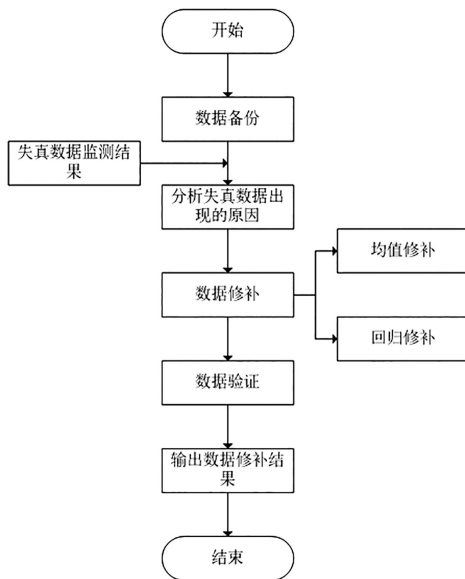 开始
数据备份
失真数据监测结
果
分析失真数据出
现的原因
均值修补
数据修补
回归修补
数据验证
输出数据修补结
果
结束